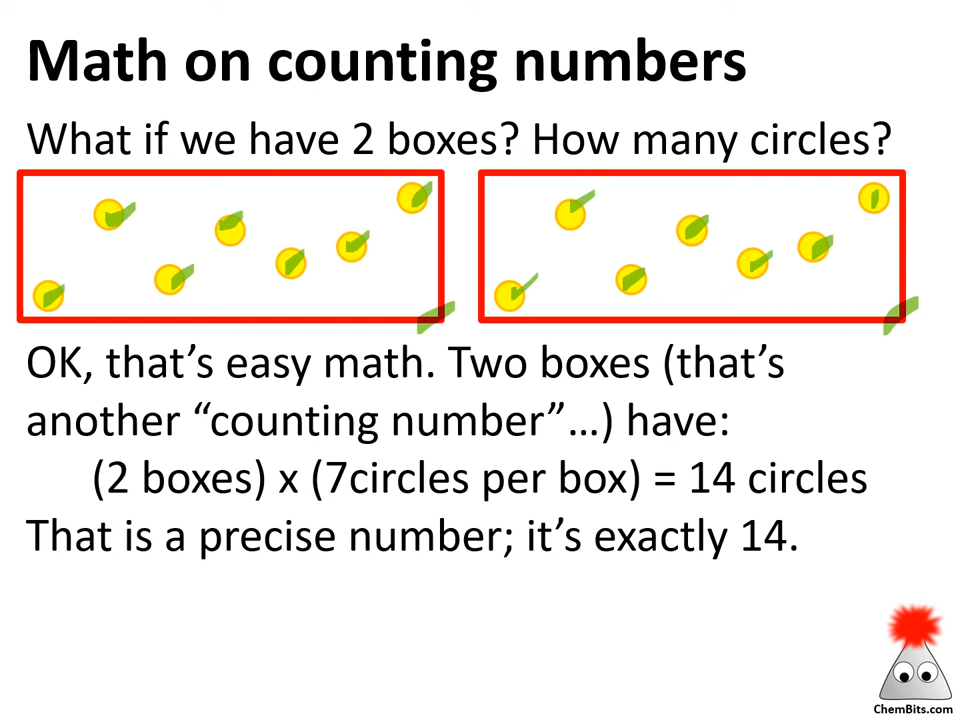 Math on counting numbers
What if we have 2 boxes? How many circles?
OK, that’s easy math. Two boxes (that’s
another “counting number”…) have:
(2 boxes) x (7circles per box) = 14 circles
That is a precise number; it’s exactly 14.
ChemBits.com